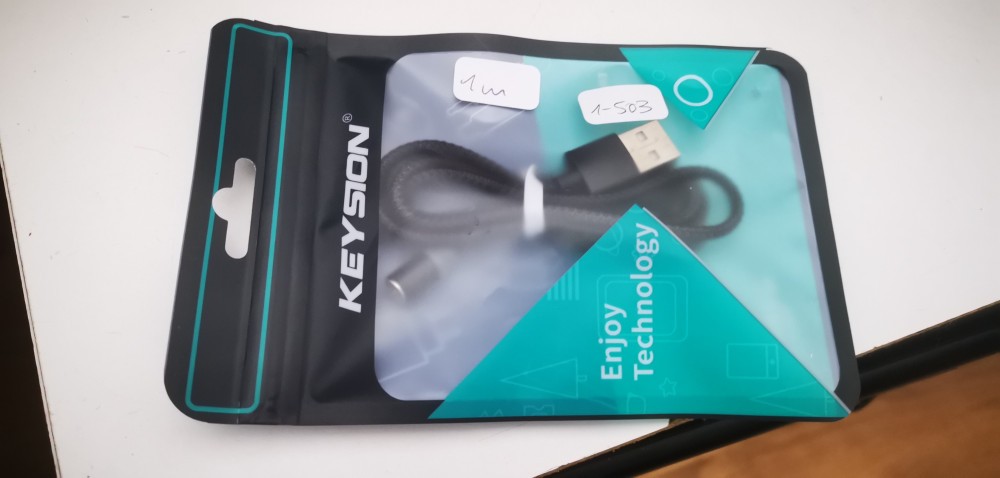 1m
1-503
KEYSION®
Enjoy
Technology